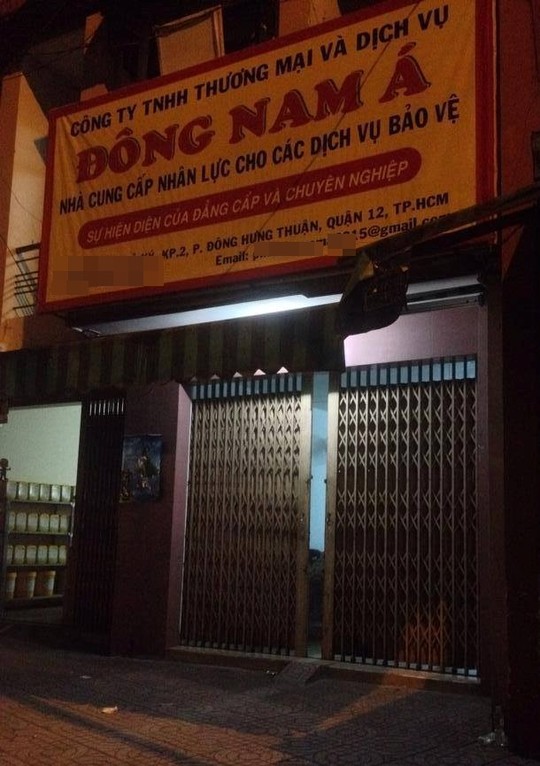 CÔNG TY TNHH THƯƠNG MẠI VÀ DỊCH VỤ
ĐÔNG NAM Á
NHÀ CUNG CẤP NHÂN LỰC CHO CÁC DỊCH VỤ BẢO VỆ
SỰ HIỆN DIỆN CỦA ĐẲNG CẤP VÀ CHUYÊN NGHIỆP
KP.2, P. ĐÔNG HƯNG THUẬN, QUẬN 12, TP.HCM
Email: